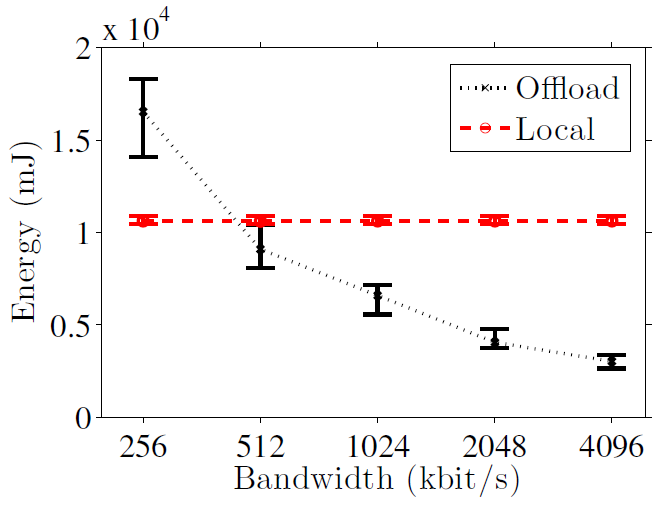 x 10^4
2
1.5
1
0.5
0
Energy (mJ)
Offload
Local
256 512 1024 2048 4096
Bandwidth (kbit/s)